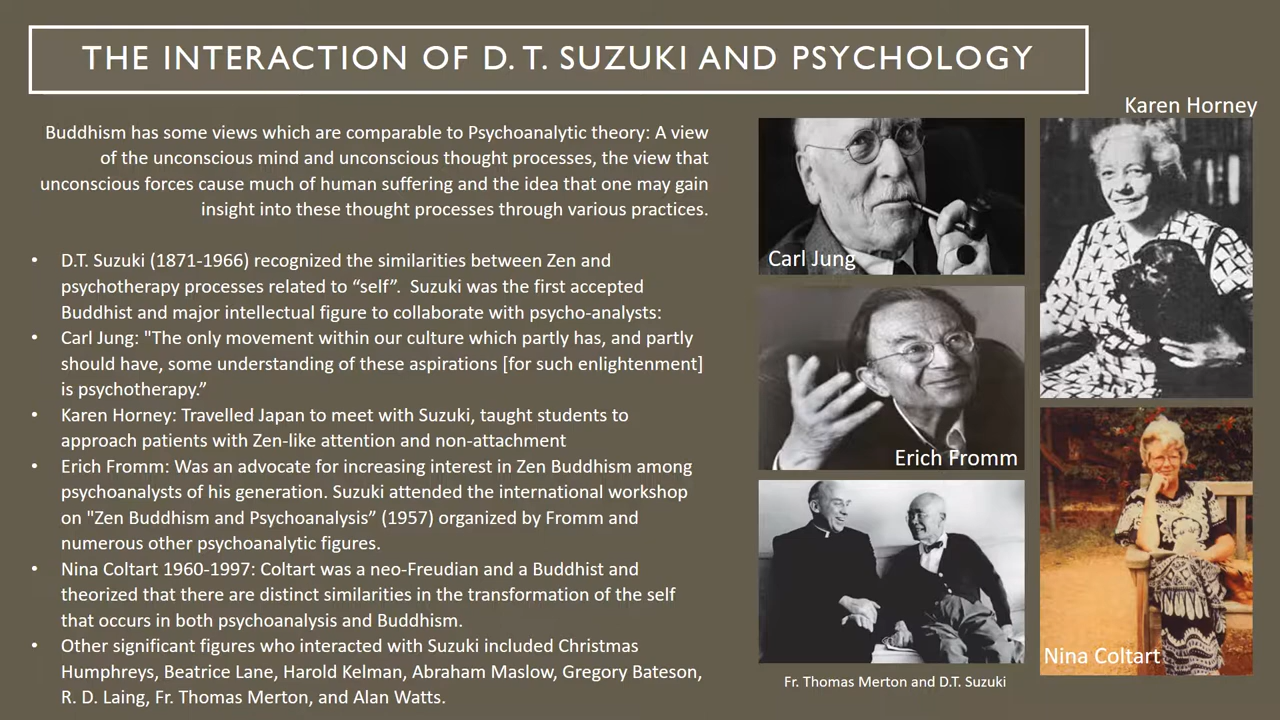 THE INTERACTION OF D. T. SUZUKI AND PSYCHOLOGY
Buddhism has some views which are comparable to Psychoanalytic theory: A view
of the unconscious mind and unconscious thought processes, the view that
unconscious forces cause much of human suffering and the idea that one may gain
insight into these thought processes through various practices.
• D.T. Suzuki (1871-1966) recognized the similarities between Zen and
psychotherapy processes related to “self”.  Suzuki was the first accepted
Buddhist and major intellectual figure to collaborate with psycho-analysts:
• Carl Jung: "The only movement within our culture which partly has, and partly
should have, some understanding of these aspirations [for such enlightenment]
is psychotherapy.”
• Karen Horney: Travelled Japan to meet with Suzuki, taught students to
approach patients with Zen-like attention and non-attachment
• Erich Fromm: Was an advocate for increasing interest in Zen Buddhism among
psychoanalysts of his generation. Suzuki attended the international workshop
on "Zen Buddhism and Psychoanalysis” (1957) organized by Fromm and
numerous other psychoanalytic figures.
• Nina Coltart 1960-1997: Coltart was a neo-Freudian and a Buddhist and
theorized that there are distinct similarities in the transformation of the self
that occurs in both psychoanalysis and Buddhism.
• Other significant figures who interacted with Suzuki included Christmas
Humphreys, Beatrice Lane, Harold Kelman, Abraham Maslow, Gregory Bateson,
R. D. Laing, Fr. Thomas Merton, and Alan Watts.
Karen Horney
Carl Jung
Erich Fromm
Nina Coltart
Fr. Thomas Merton and D.T. Suzuki